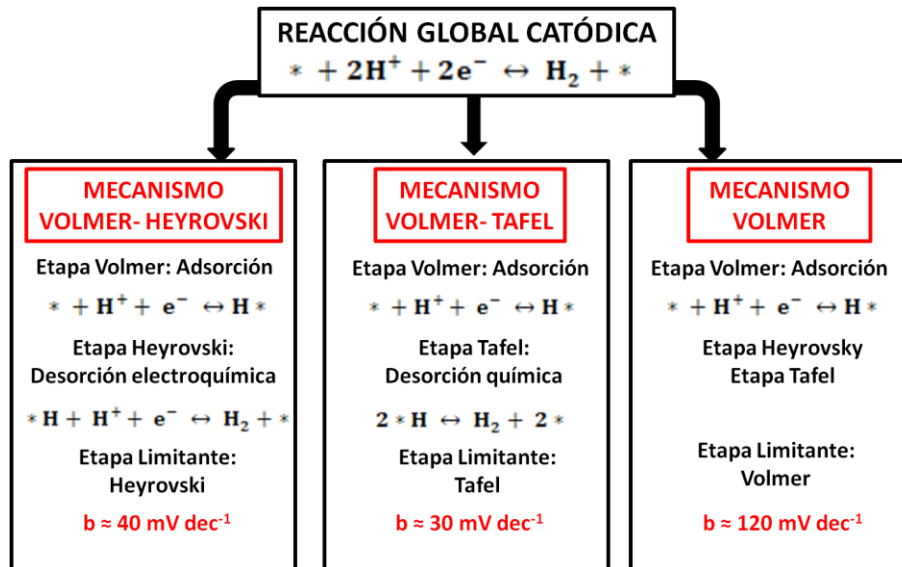 REACCIÓN GLOBAL CATÓDICA
* + 2H⁺ + 2e⁻ ↔ H₂ + *
MECANISMO
VOLMER- HEYROVSKI
Etapa Volmer: Adsorción
* + H⁺ + e⁻ ↔ H *
Etapa Heyrovski:
Desorción electroquímica
* H + H⁺ + e⁻ ↔ H₂ + *
Etapa Limitante:
Heyrovski
b ≈ 40 mV dec⁻¹
MECANISMO
VOLMER- TAFEL
Etapa Volmer: Adsorción
* + H⁺ + e⁻ ↔ H *
Etapa Tafel:
Desorción química
2 * H ↔ H₂ + 2 *
Etapa Limitante:
Tafel
b ≈ 30 mV dec⁻¹
MECANISMO
VOLMER
Etapa Volmer: Adsorción
* + H⁺ + e⁻ ↔ H *
Etapa Heyrovsky
Etapa Tafel
Etapa Limitante:
Volmer
b ≈ 120 mV dec⁻¹